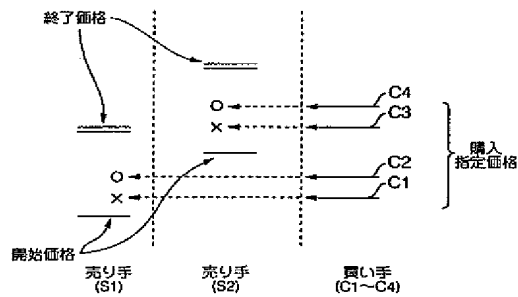 終了価格
C4
C3
購入
指定価格
C2
C1
開始価格
売り手
(S1)
売り手
(S2)
買い手
(C1～C4)